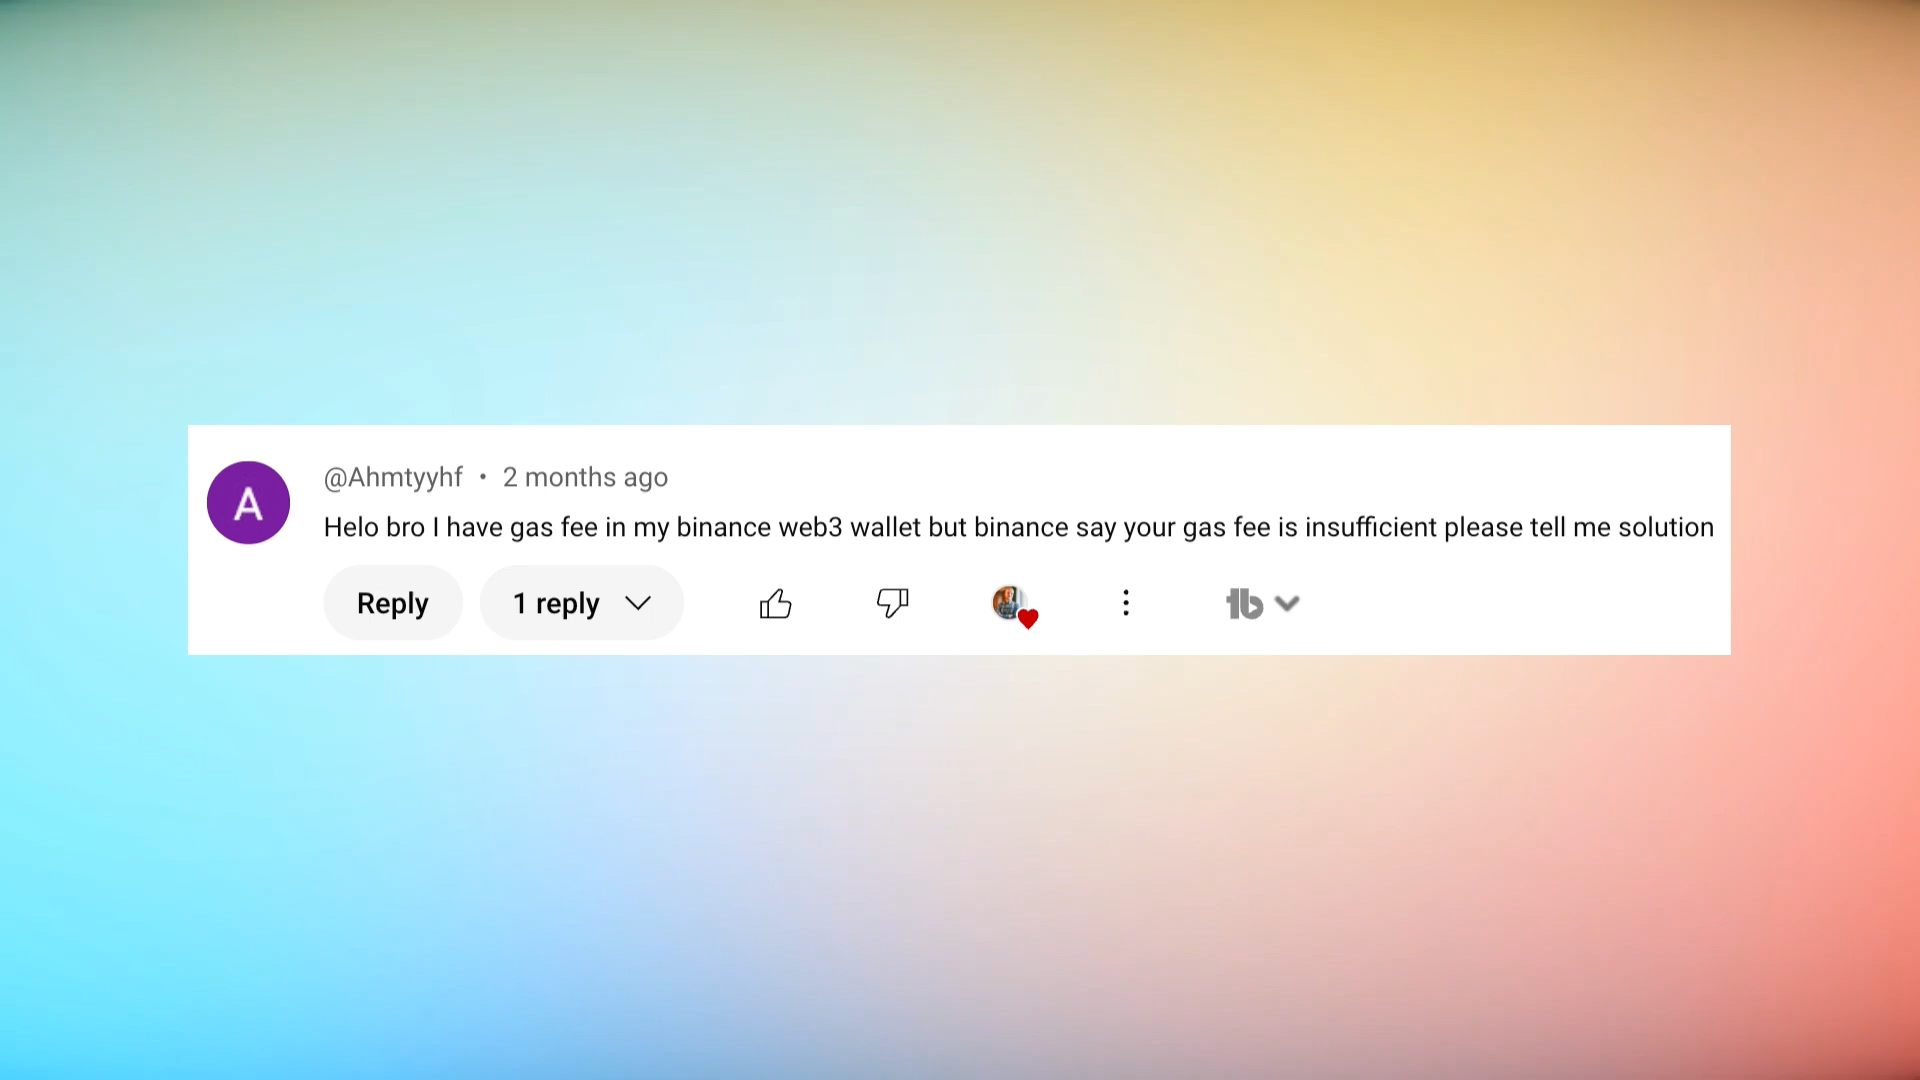 A
@Ahmtyyhf • 2 months ago
Helo bro I have gas fee in my binance web3 wallet but binance say your gas fee is insufficient please tell me solution
Reply
1 reply
tb